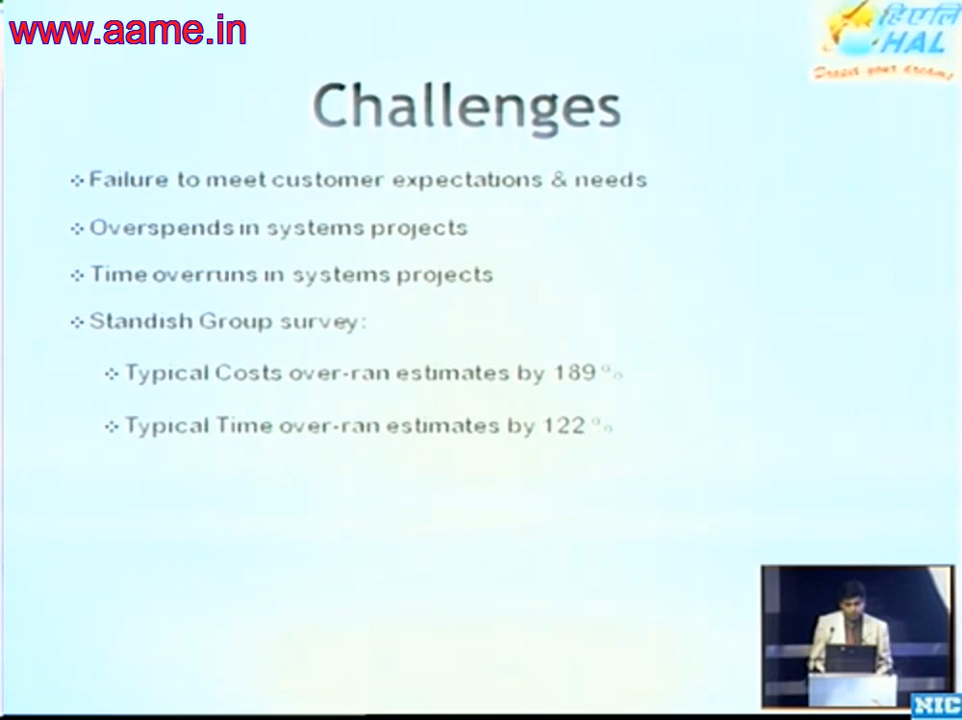 www.aame.in
हिएलि
HAL
Challenges
Failure to meet customer expectations & needs
Overspends in systems projects
Time overruns in systems projects
Standish Group survey:
Typical Costs over-ran estimates by 189%
Typical Time over-ran estimates by 122%
NIC